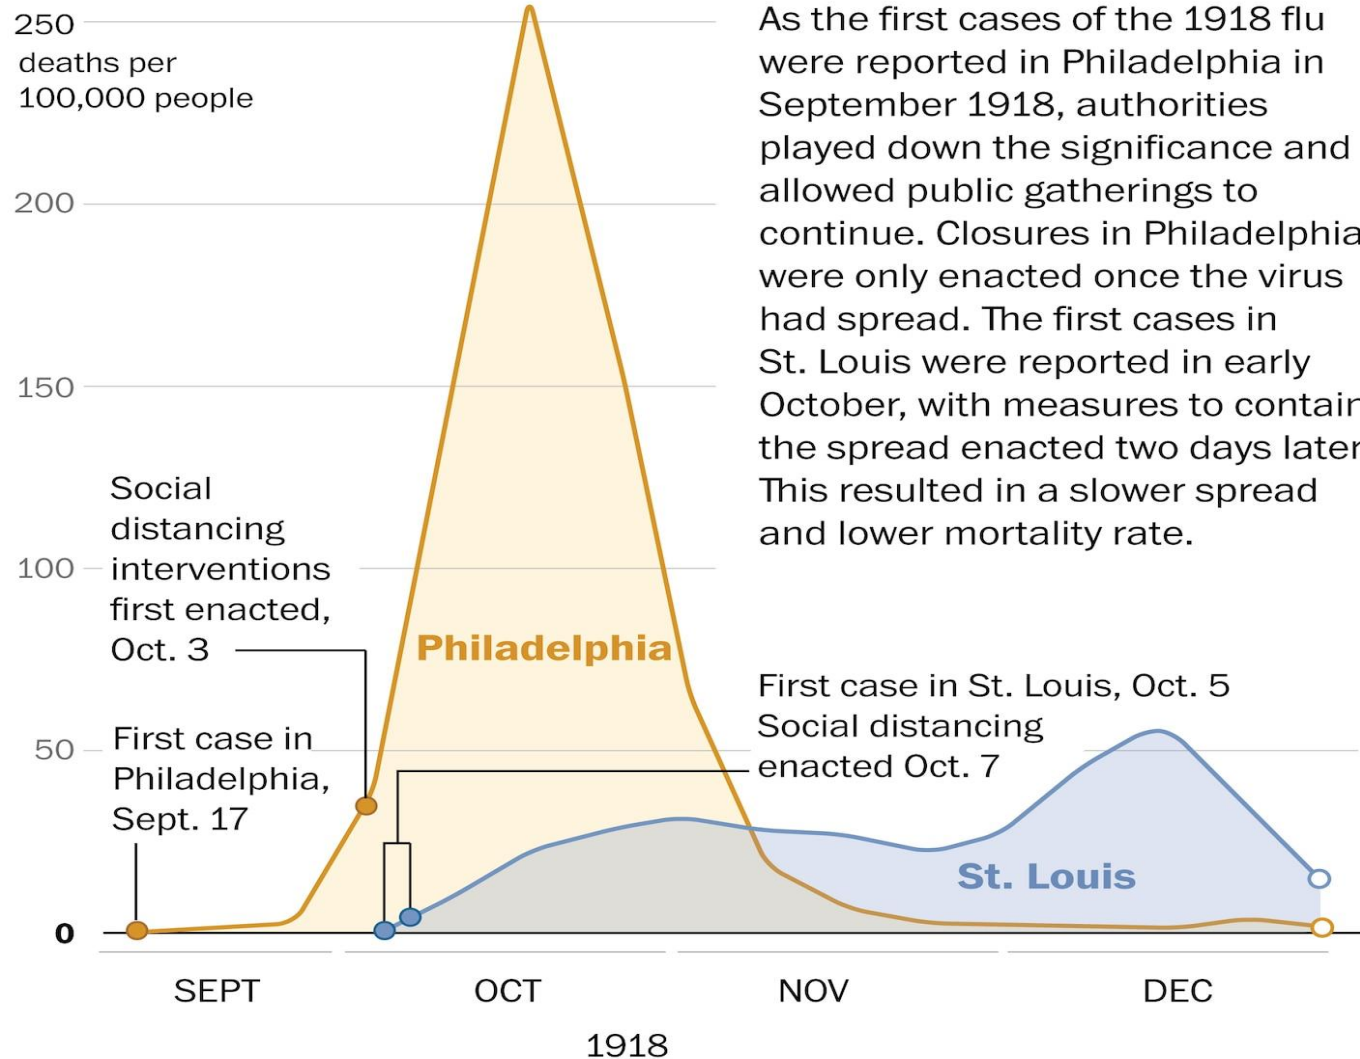 250
deaths per
100,000 people
200
150
100
50
0
As the first cases of the 1918 flu
were reported in Philadelphia in
September 1918, authorities
played down the significance and
allowed public gatherings to
continue. Closures in Philadelphia
were only enacted once the virus
had spread. The first cases in
St. Louis were reported in early
October, with measures to contain
the spread enacted two days later
This resulted in a slower spread
and lower mortality rate.
Social
distancing
interventions
first enacted,
Oct. 3
First case in
Philadelphia,
Sept. 17
Philadelphia
First case in St. Louis, Oct. 5
Social distancing
enacted Oct. 7
St. Louis
SEPT OCT NOV DEC
1918